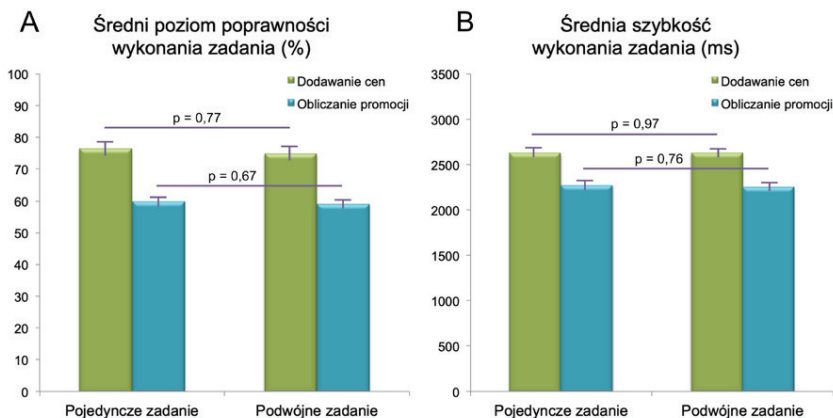 A
Średni poziom poprawności
wykonania zadania (%)
100
90
80
70
60
50
40
30
20
10
0
Dodawanie cen
Obliczanie promocji
p = 0,77
p = 0,67
Pojedyncze zadanie
Podwójne zadanie
B
Średnia szybkość
wykonania zadania (ms)
3500
3000
2500
2000
1500
1000
500
0
Dodawanie cen
Obliczanie promocji
p = 0,97
p = 0,76
Pojedyncze zadanie
Podwójne zadanie